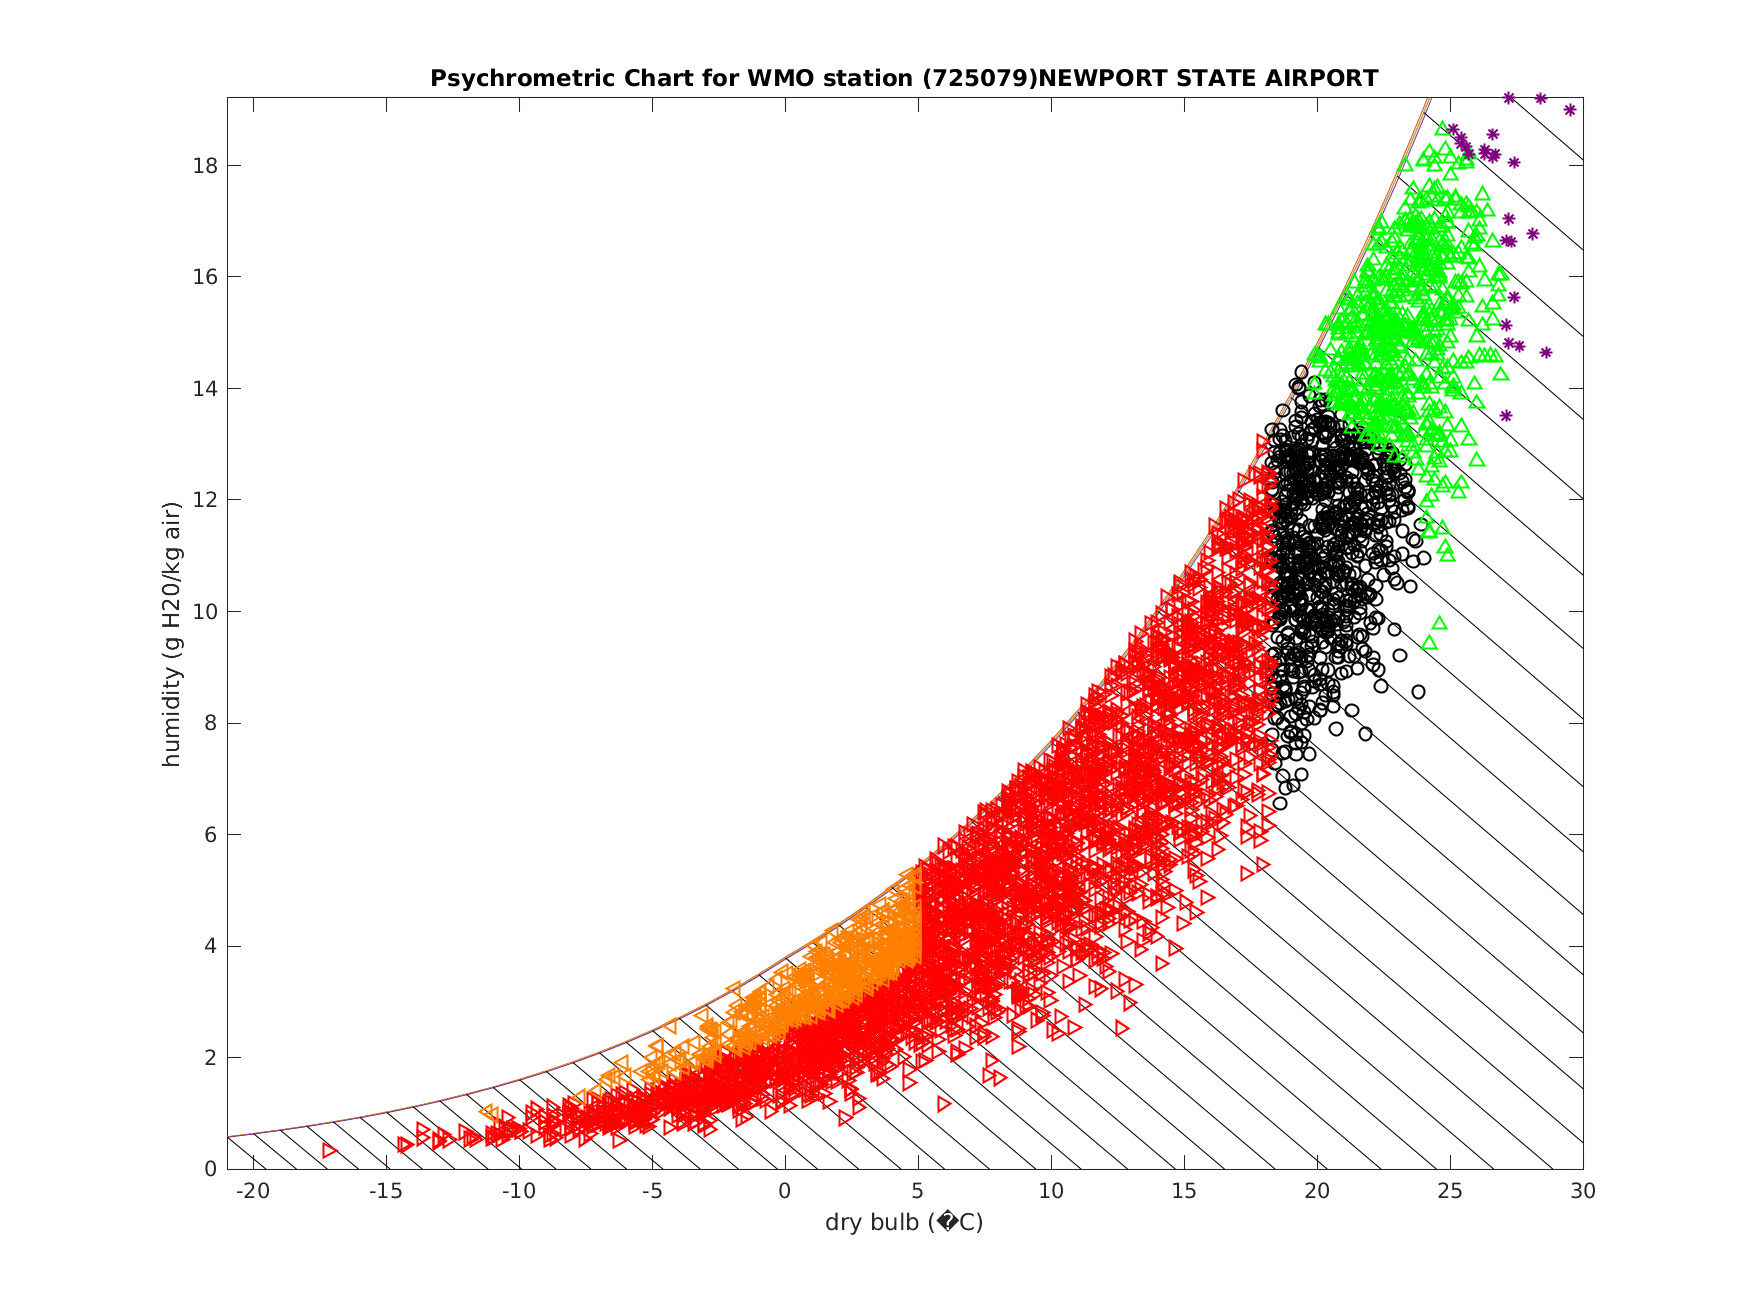 Psychrometric Chart for WMO station (725079)NEWPORT STATE AIRPORT
humidity (g H20/kg air)
18
16
14
12
10
8
6
4
2
0
-20 -15 -10 -5 0 5 10 15 20 25 30
dry bulb (�C)